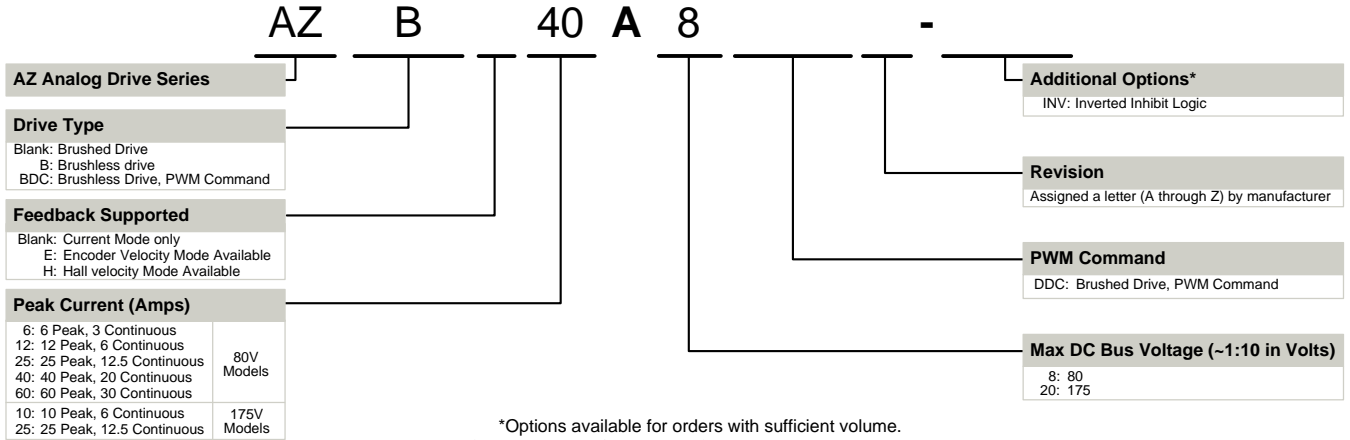 AZ B 40 A 8 -
AZ Analog Drive Series
Drive Type
Blank: Brushed Drive
B: Brushless drive
BDC: Brushless Drive, PWM Command
Feedback Supported
Blank: Current Mode only
E: Encoder Velocity Mode Available
H: Hall velocity Mode Available
Peak Current (Amps)
6: 6 Peak, 3 Continuous
12: 12 Peak, 6 Continuous
25: 25 Peak, 12.5 Continuous
40: 40 Peak, 20 Continuous
60: 60 Peak, 30 Continuous
80V
Models
10: 10 Peak, 6 Continuous
25: 25 Peak, 12.5 Continuous
175V
Models
Additional Options*
INV: Inverted Inhibit Logic
Revision
Assigned a letter (A through Z) by manufacturer
PWM Command
DDC: Brushed Drive, PWM Command
Max DC Bus Voltage (~1:10 in Volts)
8: 80
20: 175
*Options available for orders with sufficient volume.